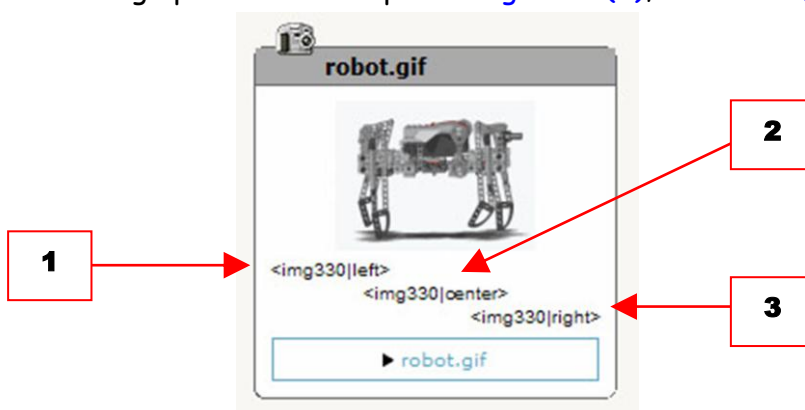 robot.gif
2
1
<img330|left>
<img330|center>
<img330|right>
3
robot.gif